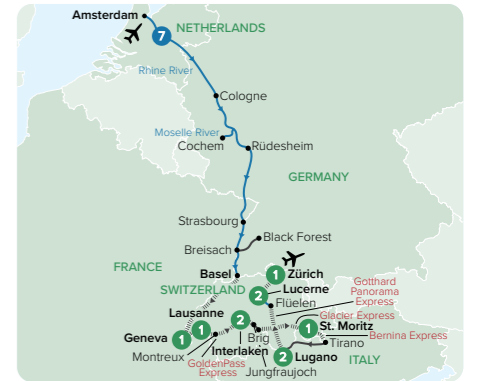 Amsterdam
NETHERLANDS
7
Rhine River
Cologne
Moselle River
Cochem
Rüdesheim
GERMANY
Strasbourg
Black Forest
Breisach
FRANCE
Basel
1
Zürich
SWITZERLAND
2
Lucerne
Gotthard
Panorama
Express
Flüelen
Lausanne
Glacier Express
Geneva
1
1
2
1
St. Moritz
Bernina Express
Brig
Tirano
Montreux
Interlaken
GoldenPass
Express
2
Lugano
ITALY
Jungfraujoch